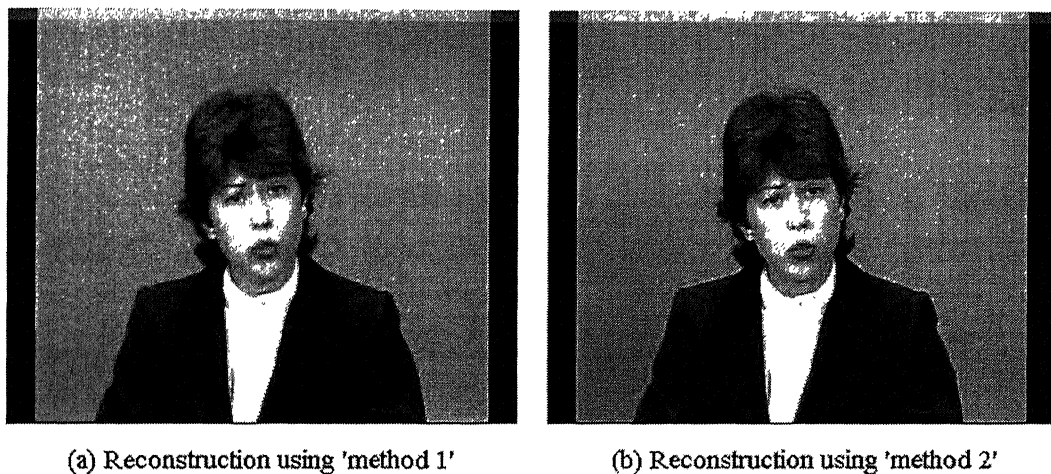 (a) Reconstruction using 'method 1'
(b) Reconstruction using 'method 2'